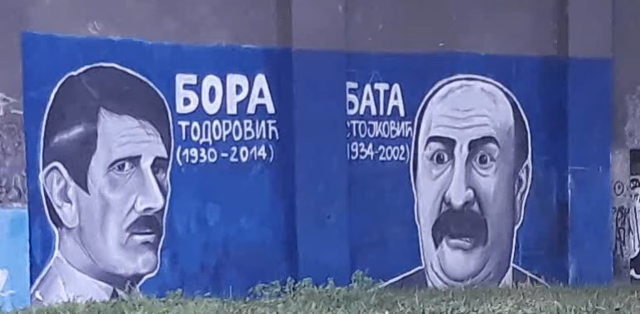 БОРА
ТОДОРОВИЋ
(1930-2014)
БАТА
СТОЈКОВИЋ
1934-2002)